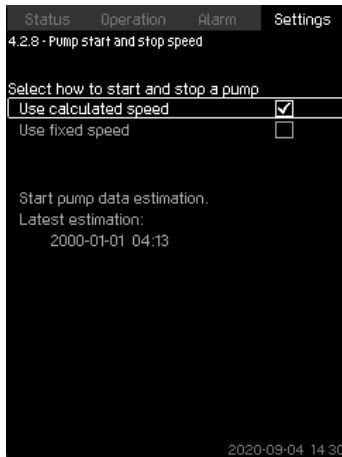 Status Operation Alarm Settings
4.2.8 - Pump start and stop speed
Select how to start and stop a pump
Use calculated speed
Use fixed speed
Start pump data estimation.
Latest estimation:
2000-01-01 04:13
2020-09-04 14:30